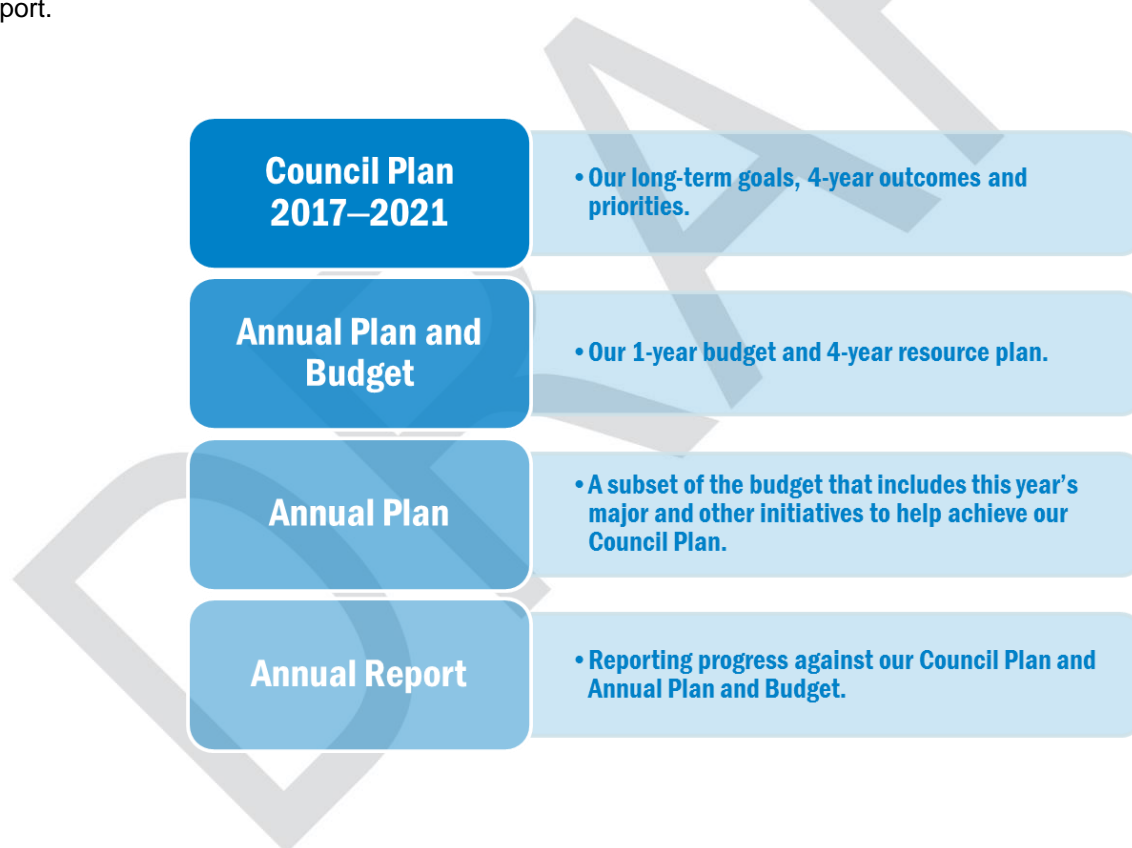 port.
Council Plan
2017–2021
• Our long-term goals, 4-year outcomes and
priorities.
Annual Plan and
Budget
• Our 1-year budget and 4-year resource plan.
Annual Plan
• A subset of the budget that includes this year’s
major and other initiatives to help achieve our
Council Plan.
Annual Report
• Reporting progress against our Council Plan and
Annual Plan and Budget.
DRA